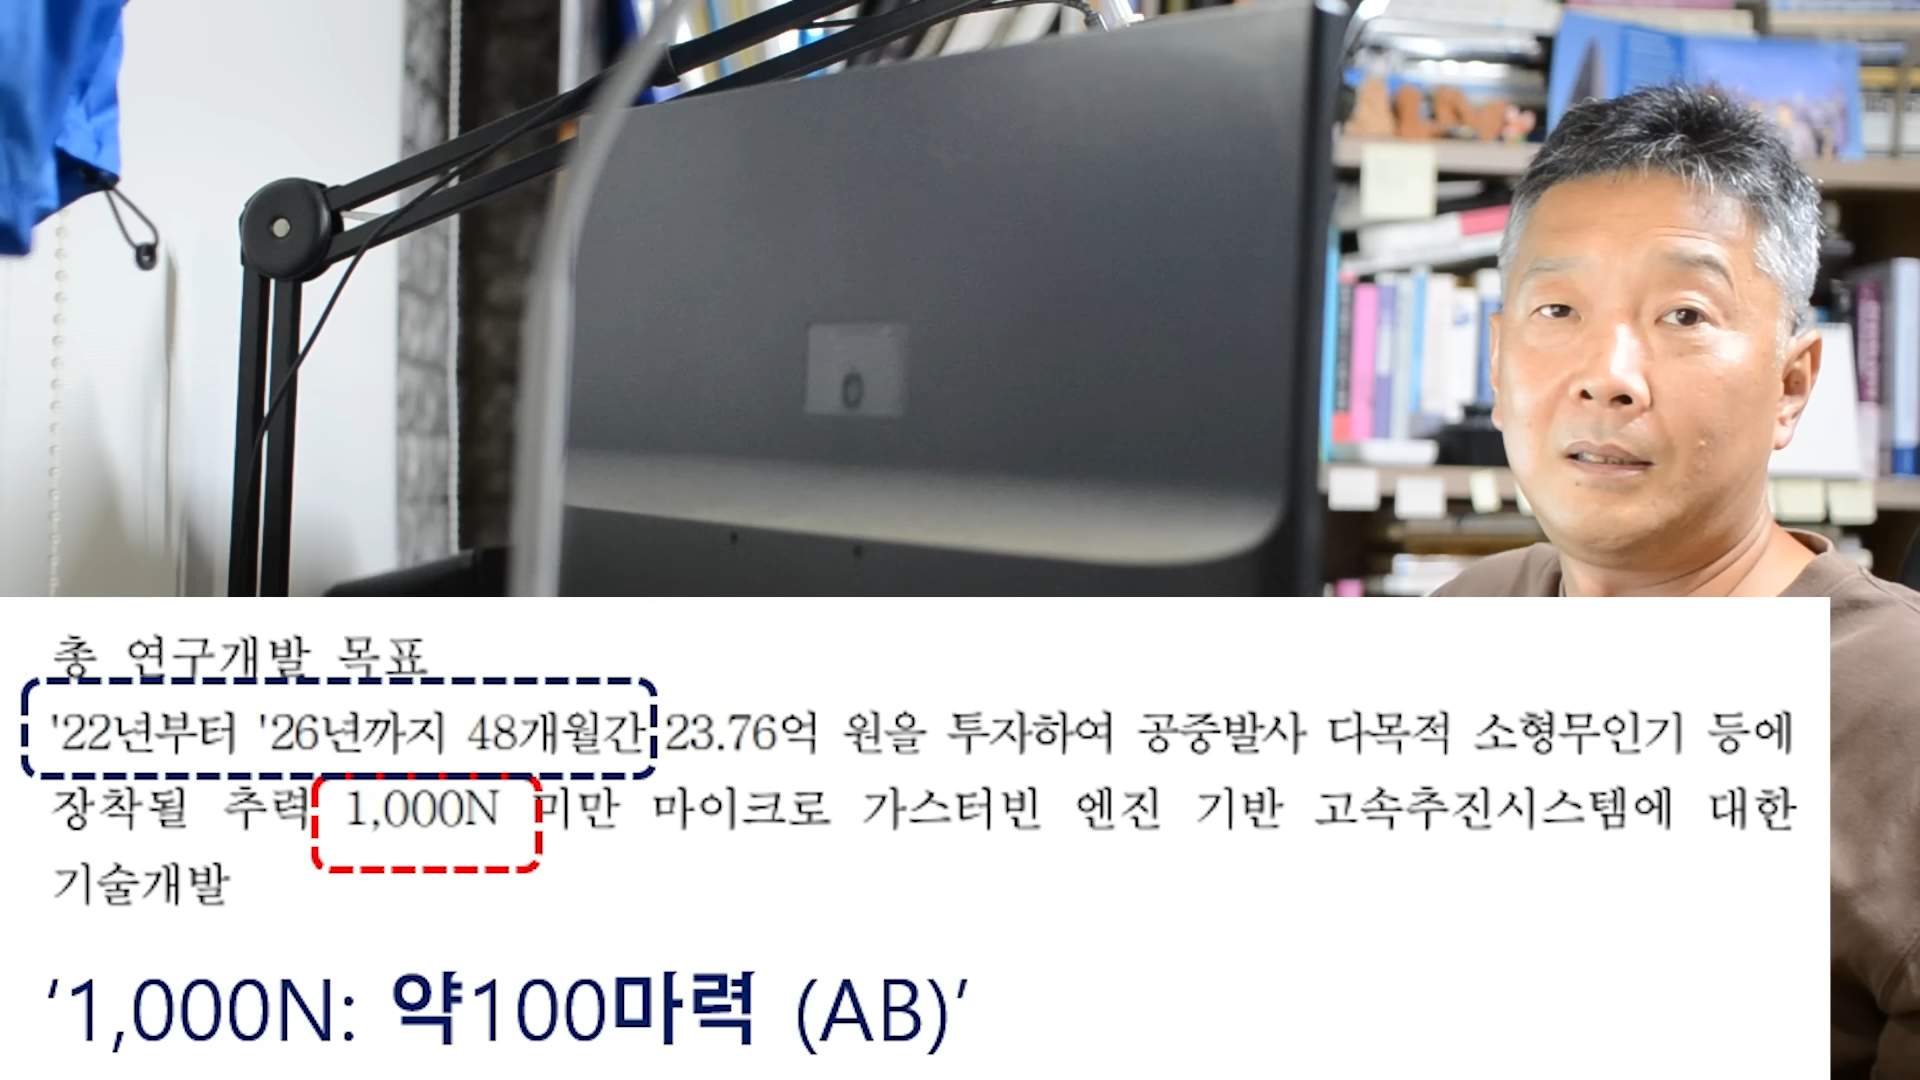 총 연구개발 목표
'22년부터 '26년까지 48개월간 23.76억 원을 투자하여 공중발사 다목적 소형무인기 등에
장착될 추력 1,000N 미만 마이크로 가스터빈 엔진 기반 고속추진시스템에 대한
기술개발
‘1,000N: 약100마력 (AB)’